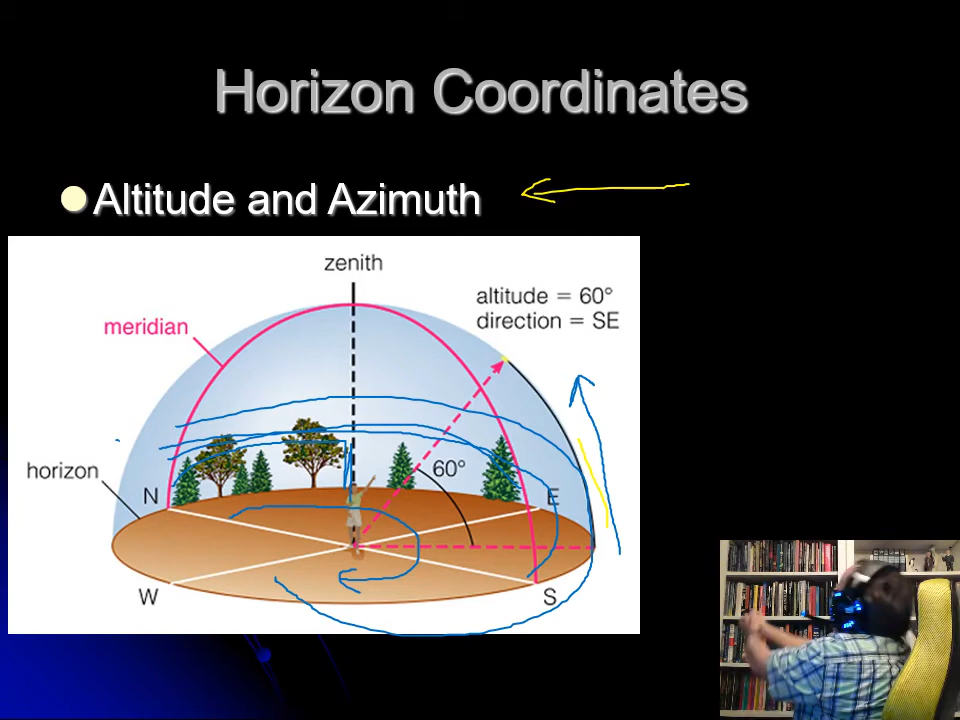 Horizon Coordinates
Altitude and Azimuth
zenith
altitude = 60°
direction = SE
meridian
horizon
60°
N
E
W
S